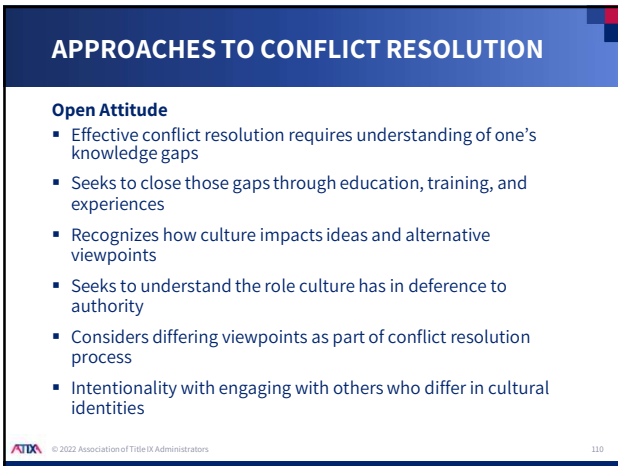 APPROACHES TO CONFLICT RESOLUTION
Open Attitude
▪ Effective conflict resolution requires understanding of one’s
knowledge gaps
▪ Seeks to close those gaps through education, training, and
experiences
▪ Recognizes how culture impacts ideas and alternative
viewpoints
▪ Seeks to understand the role culture has in deference to
authority
▪ Considers differing viewpoints as part of conflict resolution
process
▪ Intentionality with engaging with others who differ in cultural
identities
ATIXA © 2022 Association of Title IX Administrators 110